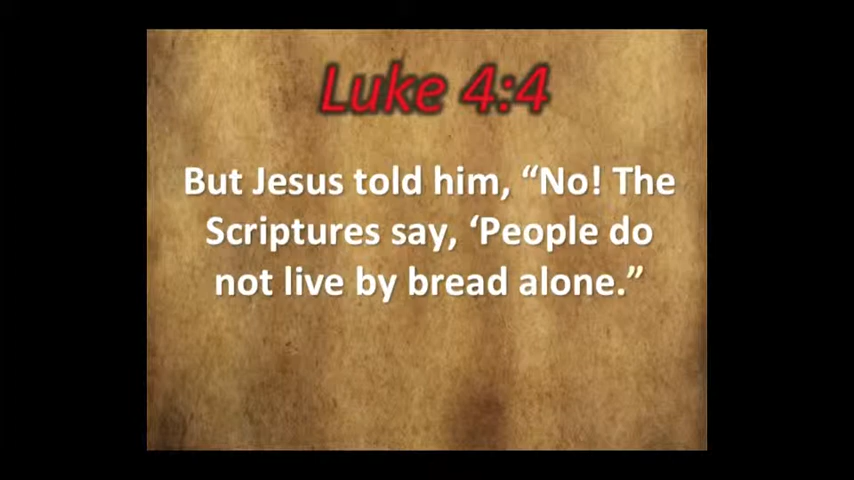 Luke 4:4
But Jesus told him, “No! The
Scriptures say, ‘People do
not live by bread alone.”